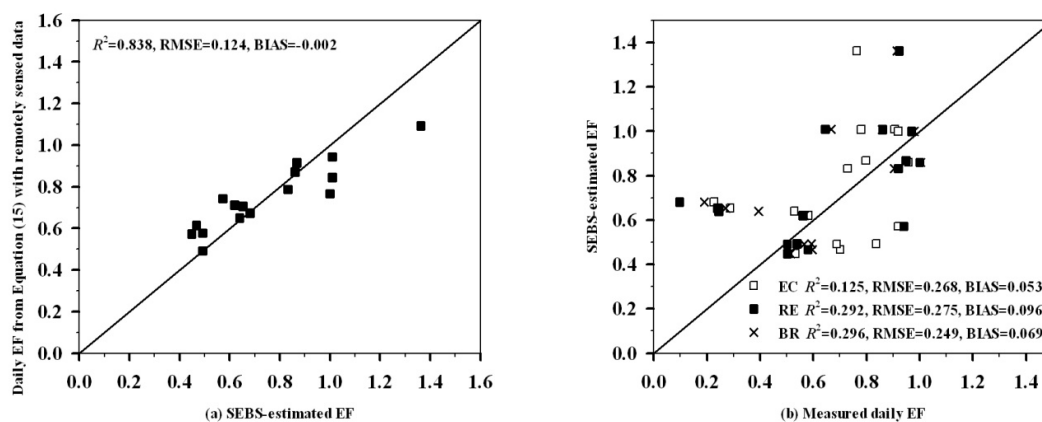 Daily EF from Equation (15) with remotely sensed data
1.6
1.4
1.2
1.0
0.8
0.6
0.4
0.2
0.0
R²=0.838, RMSE=0.124, BIAS=-0.002
0.0 0.2 0.4 0.6 0.8 1.0 1.2 1.4 1.6
(a) SEBS-estimated EF
SEBS-estimated EF
1.4
1.2
1.0
0.8
0.6
0.4
0.2
0.0
EC R²=0.125, RMSE=0.268, BIAS=0.053
RE R²=0.292, RMSE=0.275, BIAS=0.096
BR R²=0.296, RMSE=0.249, BIAS=0.069
0.0 0.2 0.4 0.6 0.8 1.0 1.2 1.4
(b) Measured daily EF